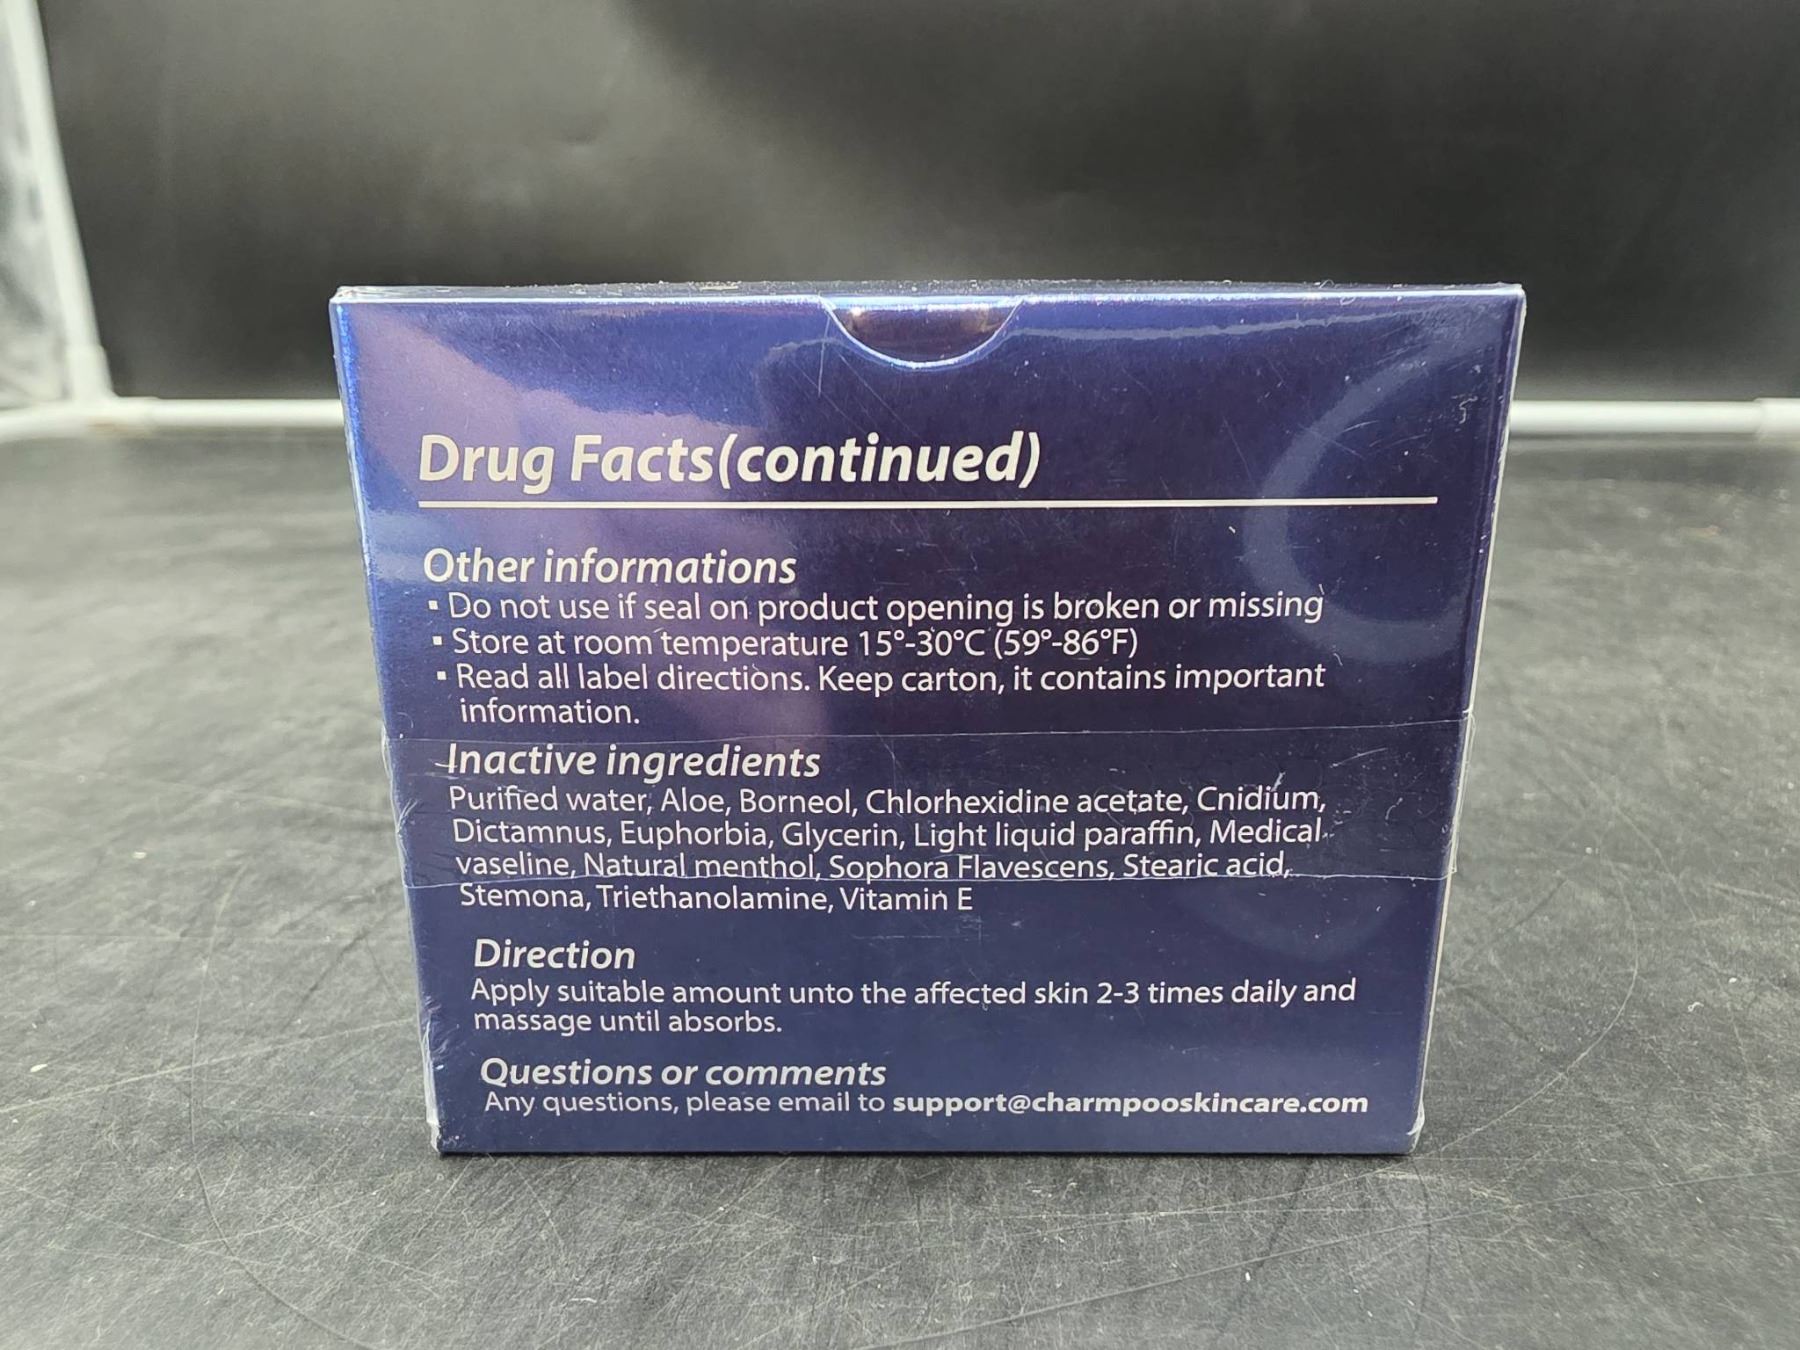 Drug Facts(continued)
Other informations
▪ Do not use if seal on product opening is broken or missing
▪ Store at room temperature 15°-30°C (59°-86°F)
▪ Read all label directions. Keep carton, it contains important
information.
Inactive ingredients
Purified water, Aloe, Borneol, Chlorhexidine acetate, Cnidium,
Dictamnus, Euphorbia, Glycerin, Light liquid paraffin, Medical
vaseline, Natural menthol, Sophora Flavescens, Stearic acid,
Stemona, Triethanolamine, Vitamin E
Direction
Apply suitable amount unto the affected skin 2-3 times daily and
massage until absorbs.
Questions or comments
Any questions, please email to support@charmpooskincare.com